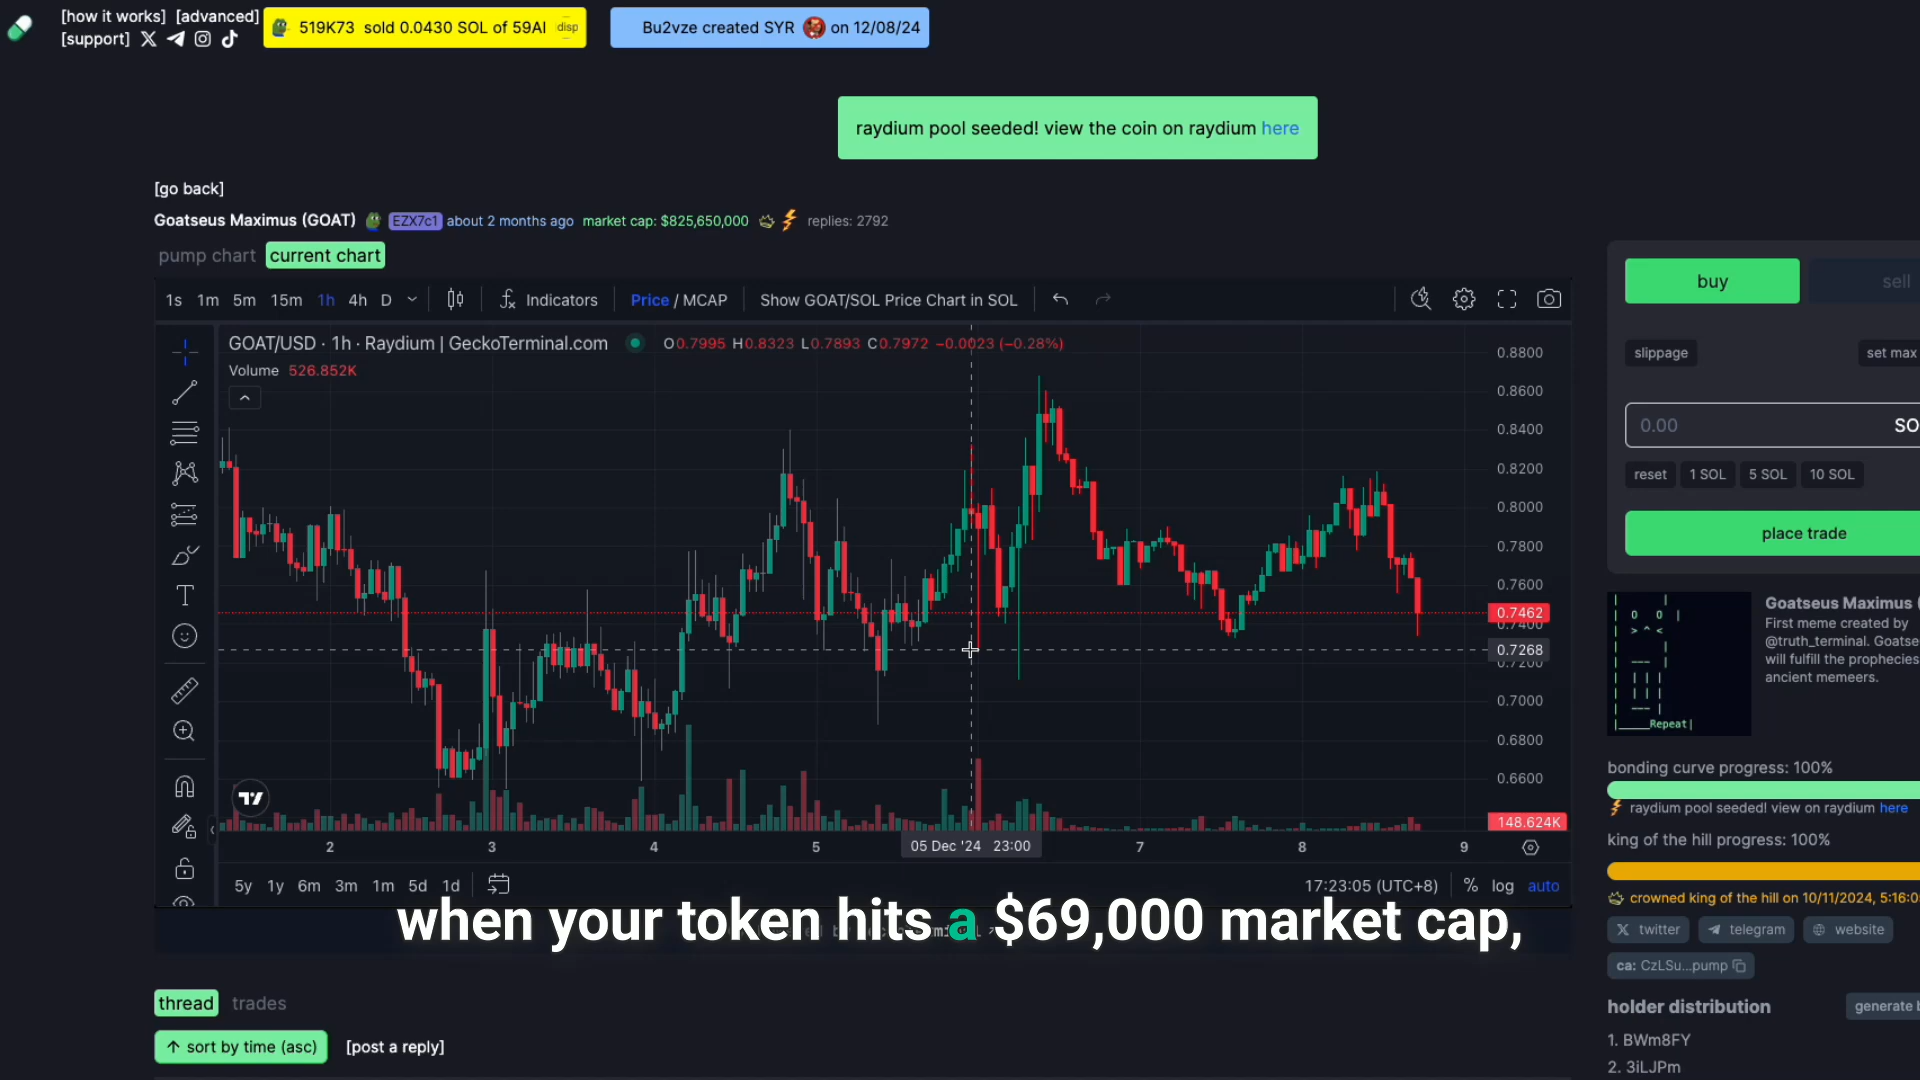 [how it works] [advanced]
[support]
519K73 sold 0.0430 SOL of 59AI disp
Bu2vze created SYR on 12/08/24
raydium pool seeded! view the coin on raydium here
[go back]
Goatseus Maximus (GOAT) EZX7c1 about 2 months ago market cap: $825,650,000 replies: 2792
pump chart current chart
1s 1m 5m 15m 1h 4h D Indicators Price / MCAP Show GOAT/SOL Price Chart in SOL
GOAT/USD · 1h · Raydium | GeckoTerminal.com O0.7995 H0.8323 L0.7893 C0.7972 −0.0023 (−0.28%)
Volume 526.852K
0.8800
0.8600
0.8400
0.8200
0.8000
0.7800
0.7600
0.7462
0.7400
0.7268
0.7200
0.7000
0.6800
0.6600
148.624K
2 3 4 5 05 Dec '24 23:00 7 8 9
5y 1y 6m 3m 1m 5d 1d 17:23:05 (UTC+8) % log auto
when your token hits a $69,000 market cap,
thread trades
↑ sort by time (asc) [post a reply]
buy sell
slippage set max
0.00 SO
reset 1 SOL 5 SOL 10 SOL
place trade
Repeat
Goatseus Maximus (
First meme created by
@truth_terminal. Goatse
will fulfill the prophecies
ancient memeers.
bonding curve progress: 100%
raydium pool seeded! view on raydium here
king of the hill progress: 100%
crowned king of the hill on 10/11/2024, 5:16:0
twitter telegram website
ca: CzLSu...pump
holder distribution generate b
1. BWm8FY
2. 3iLJPm